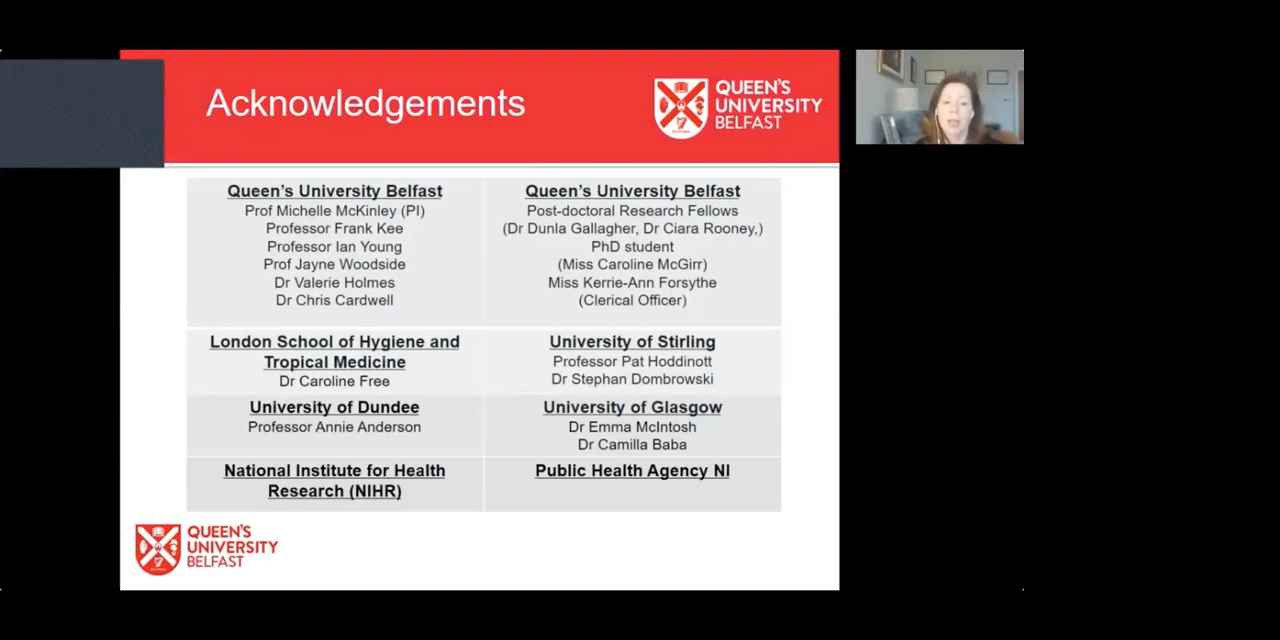 Acknowledgements
QUEEN'S
UNIVERSITY
BELFAST
Queen's University Belfast
Prof Michelle McKinley (PI)
Professor Frank Kee
Professor Ian Young
Prof Jayne Woodside
Dr Valerie Holmes
Dr Chris Cardwell
Queen's University Belfast
Post-doctoral Research Fellows
(Dr Dunla Gallagher, Dr Ciara Rooney,)
PhD student
(Miss Caroline McGirr)
Miss Kerrie-Ann Forsythe
(Clerical Officer)
London School of Hygiene and
Tropical Medicine
Dr Caroline Free
University of Stirling
Professor Pat Hoddinott
Dr Stephan Dombrowski
University of Dundee
Professor Annie Anderson
University of Glasgow
Dr Emma McIntosh
Dr Camilla Baba
National Institute for Health
Research (NIHR)
Public Health Agency NI
QUEEN'S
UNIVERSITY
BELFAST